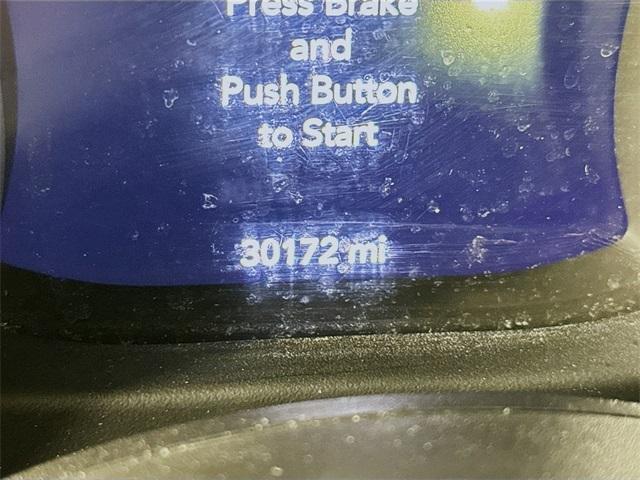 Press Brake
and
Push Button
to Start
30172 mi